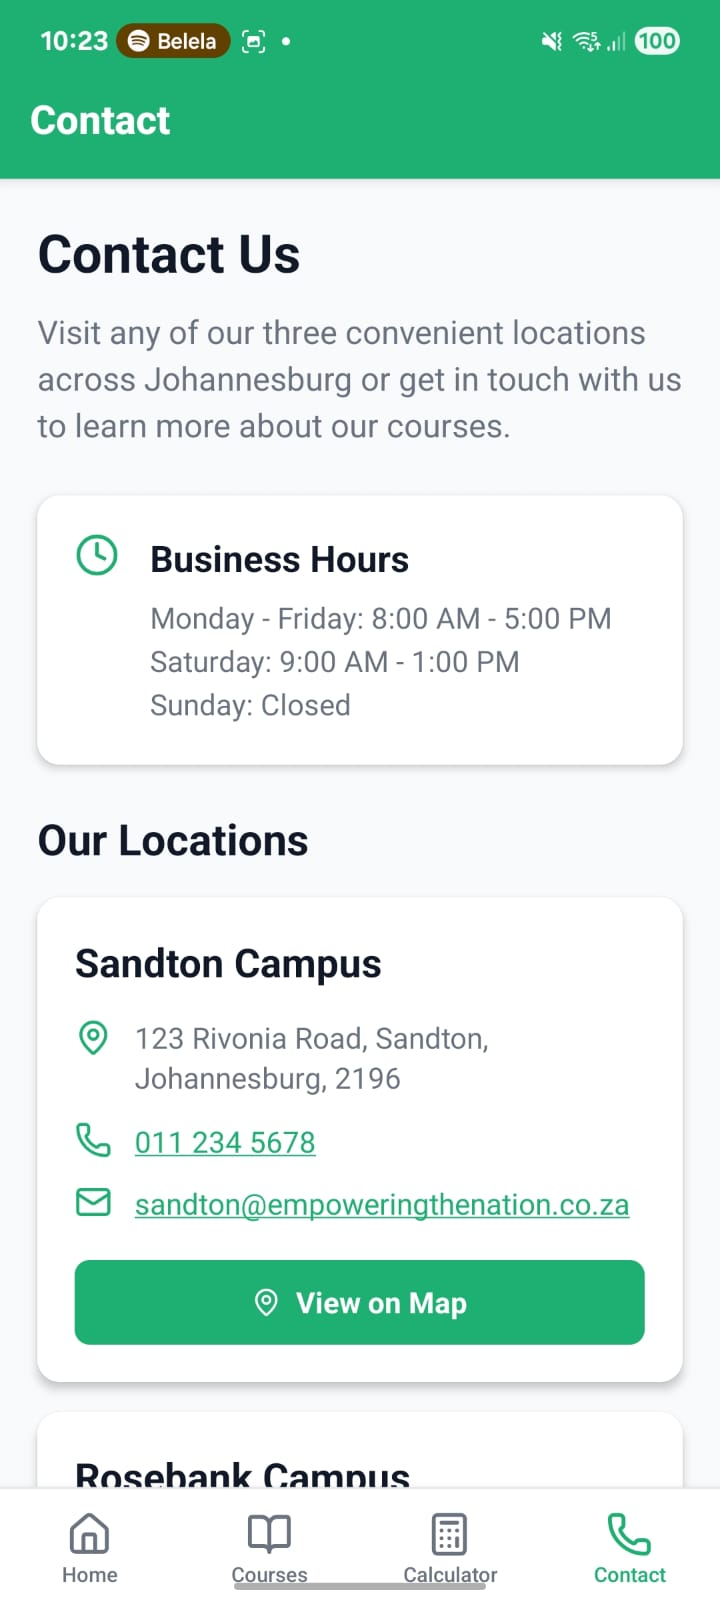 10:23 Belela 100
Contact
Contact Us
Visit any of our three convenient locations
across Johannesburg or get in touch with us
to learn more about our courses.
Business Hours
Monday - Friday: 8:00 AM - 5:00 PM
Saturday: 9:00 AM - 1:00 PM
Sunday: Closed
Our Locations
Sandton Campus
123 Rivonia Road, Sandton,
Johannesburg, 2196
011 234 5678
sandton@empoweringthenation.co.za
View on Map
Rosebank Campus
Home Courses Calculator Contact